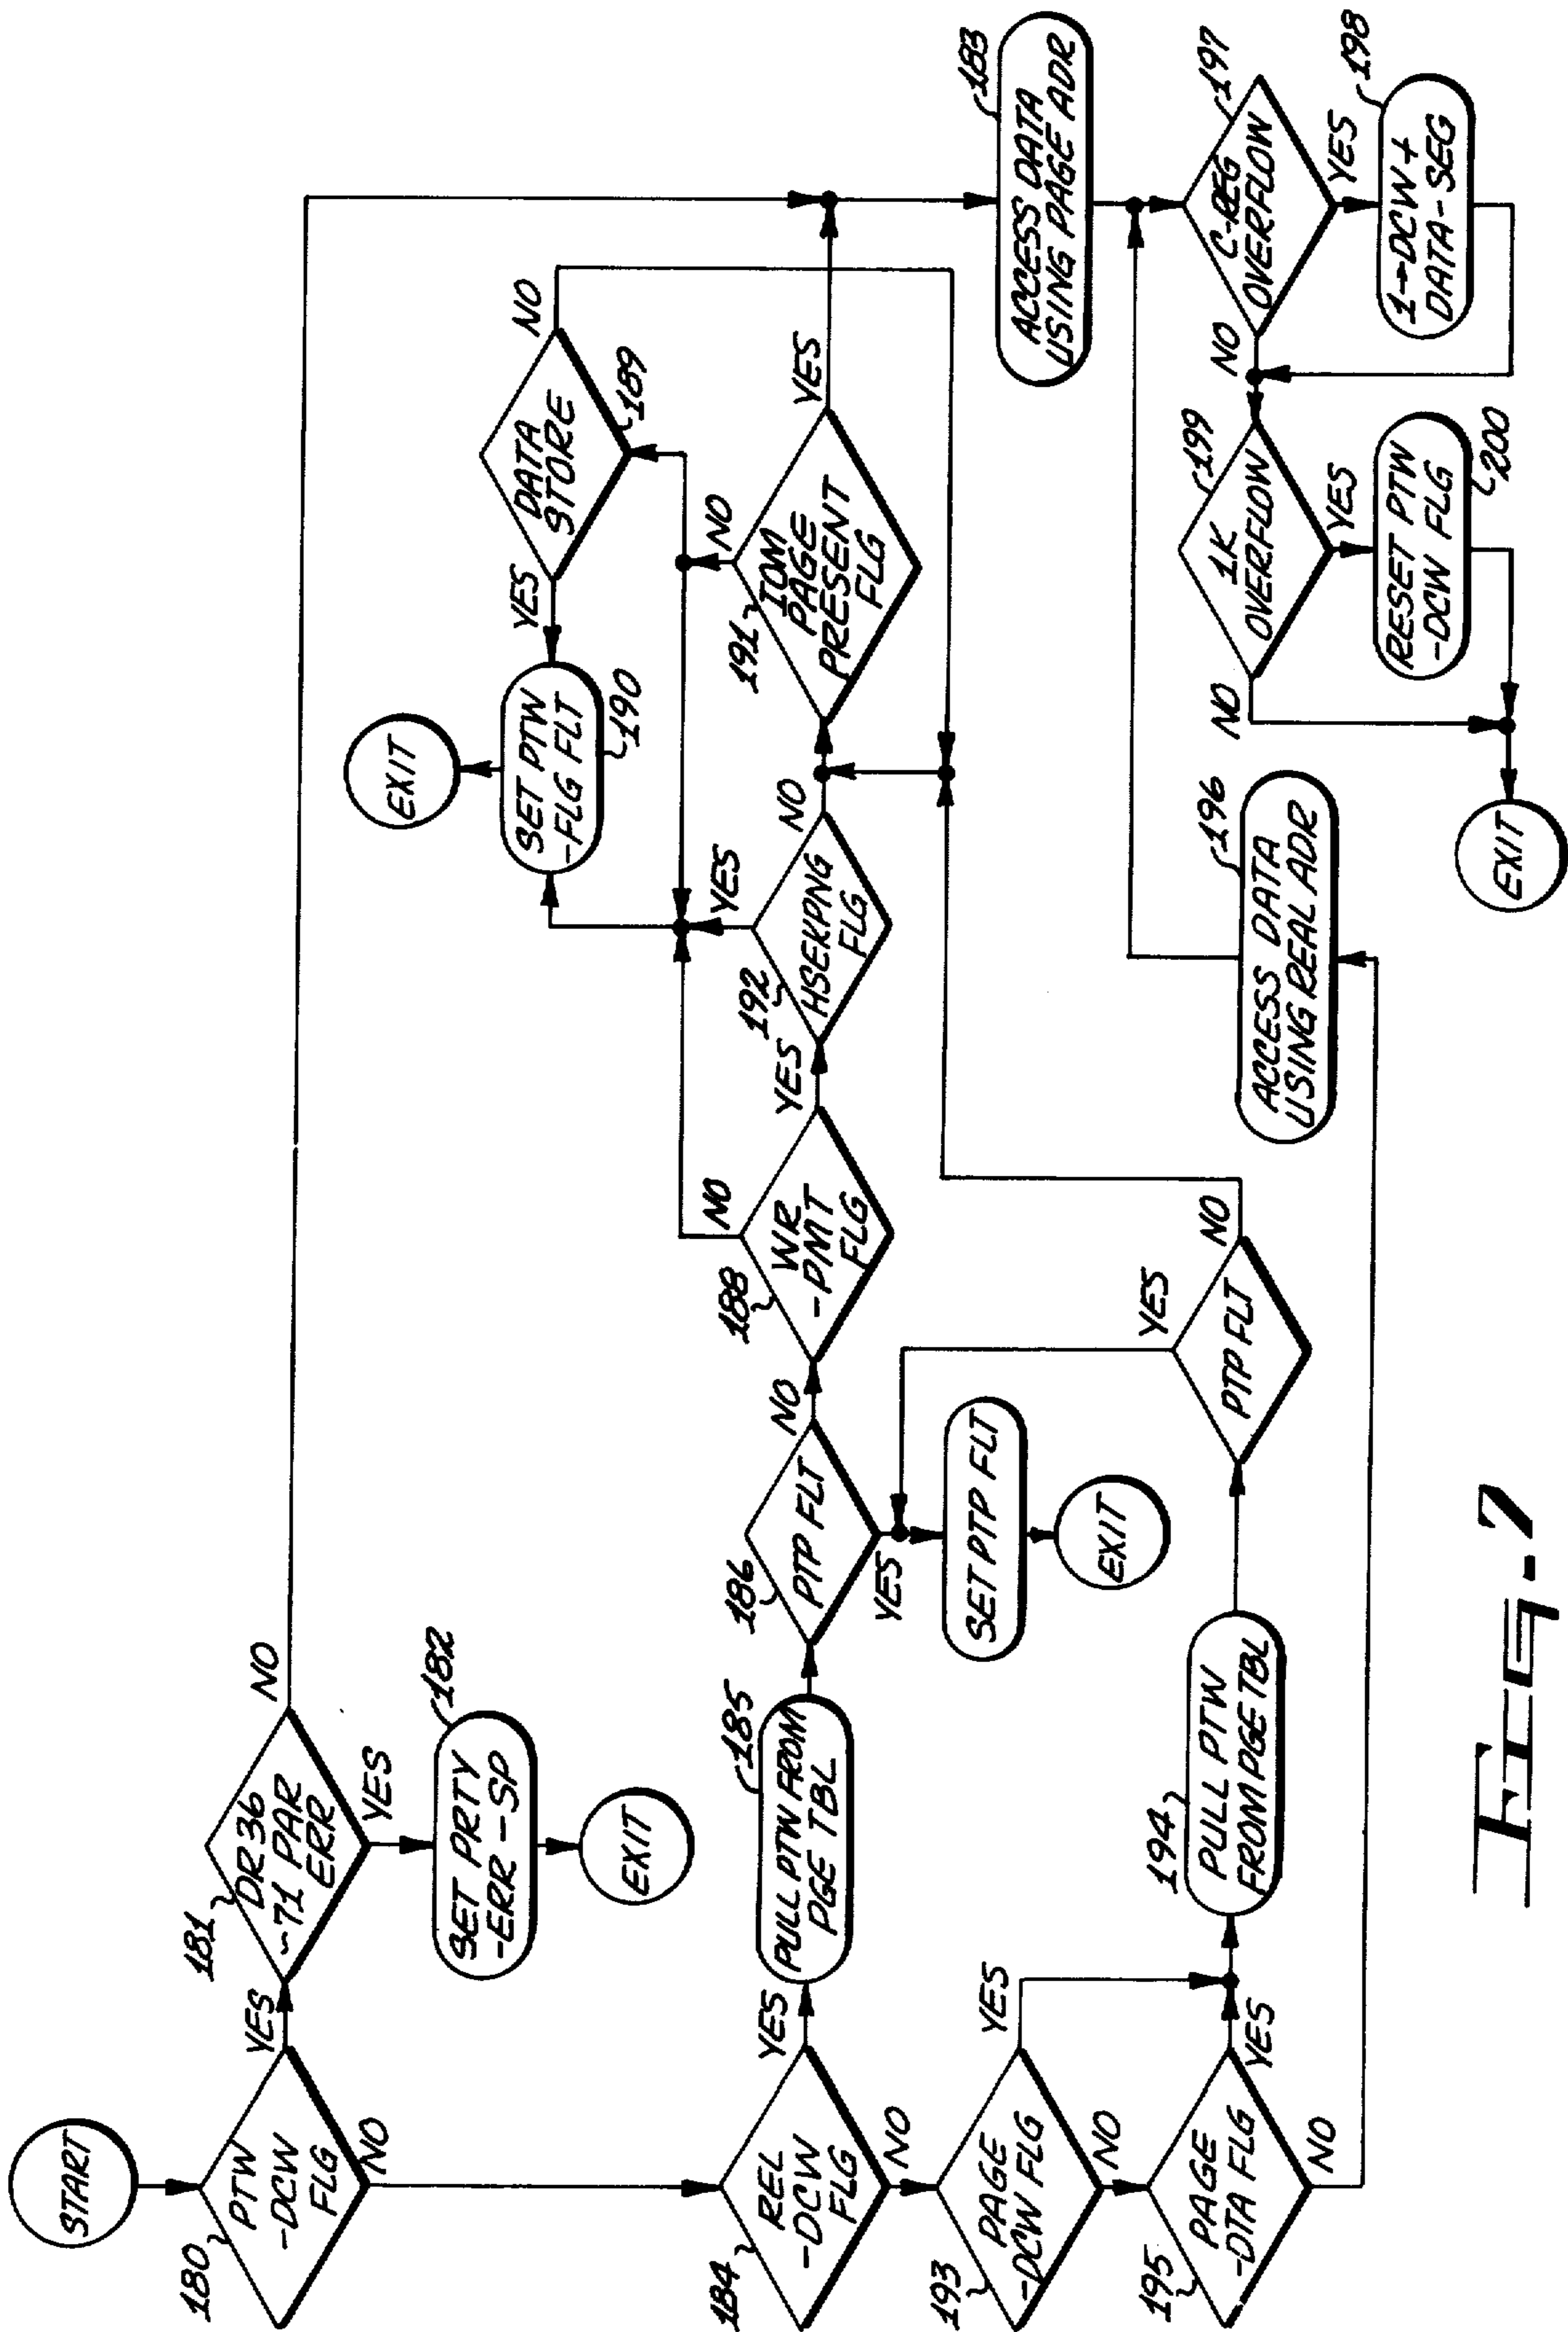 START
180
PTW
-DCW
FLG
YES
NO
181
DR36
~71 PAR
ERR
NO
YES
182
SET PRTY
-ERR-SP
EXIT
184
REL
-DCW
FLG
YES
NO
185
PULL PTW FROM
PGE TBL
186
PTP FLT
NO
YES
SET PTP FLT
EXIT
188
WR
-PMT
FLG
NO
YES
192
HSEKPNG
FLG
YES
NO
191
IOM
PAGE
PRESENT
FLG
NO
YES
DATA
STORE
189
YES
NO
SET PTW
-FLG FLT
190
EXIT
193
PAGE
-DCW FLG
YES
NO
195
PAGE
-DTA FLG
YES
NO
194
PULL PTW
FROM PGE TBL
PTP FLT
YES
NO
196
ACCESS DATA
USING REAL ADR
183
ACCESS DATA
USING PAGE ADR
197
C-REG
OVERFLOW
NO
YES
198
1→DCW+
DATA-SEG
199
1K
OVERFLOW
NO
YES
RESET PTW
-DCW FLG
200
EXIT
FIG-7